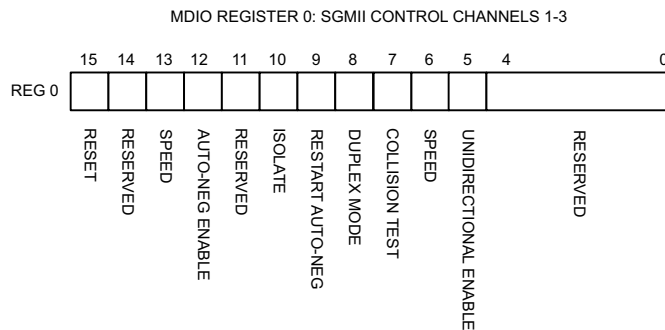 MDIO REGISTER 0: SGMII CONTROL CHANNELS 1-3
15 14 13 12 11 10 9 8 7 6 5 4 0
REG 0
RESET
RESERVED
SPEED
AUTO-NEG ENABLE
RESERVED
ISOLATE
RESTART AUTO-NEG
DUPLEX MODE
COLLISION TEST
SPEED
UNIDIRECTIONAL ENABLE
RESERVED